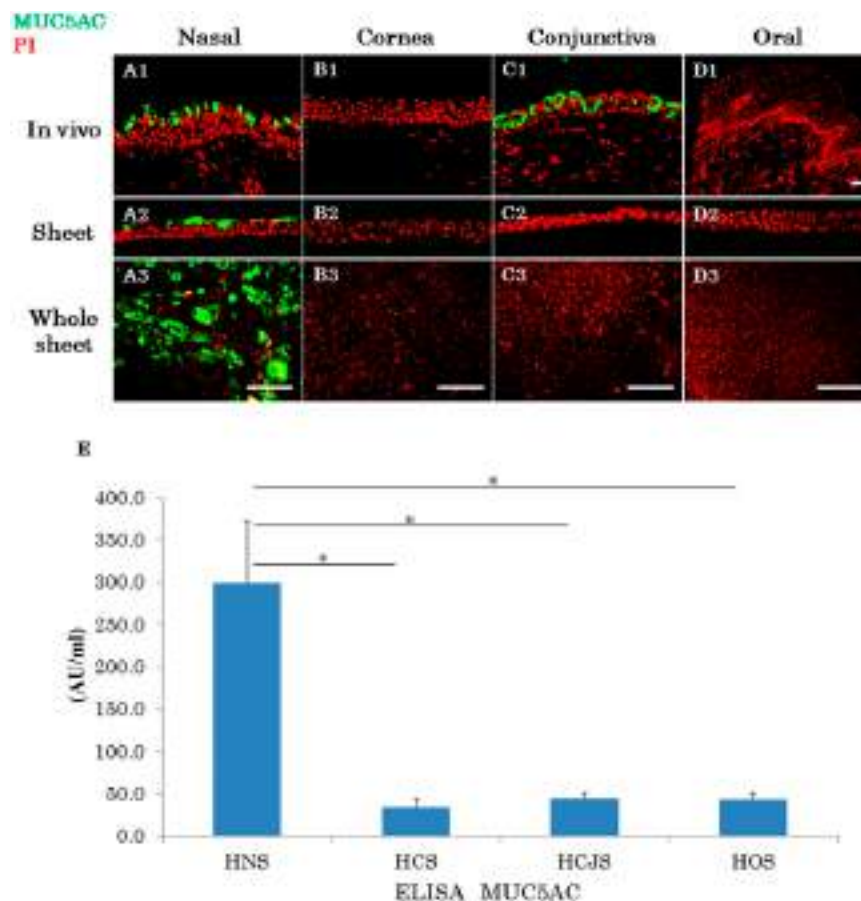 MUC5AC
PI
Nasal Cornea Conjunctiva Oral
In vivo
A1 B1 C1 D1
Sheet
A2 B2 C2 D2
Whole
sheet
A3 B3 C3 D3
E
400.0
350.0
300.0
250.0
200.0
150.0
100.0
50.0
0.0
(AU/ml)
*
*
*
HNS HCS HCJS HOS
ELISA MUC5AC